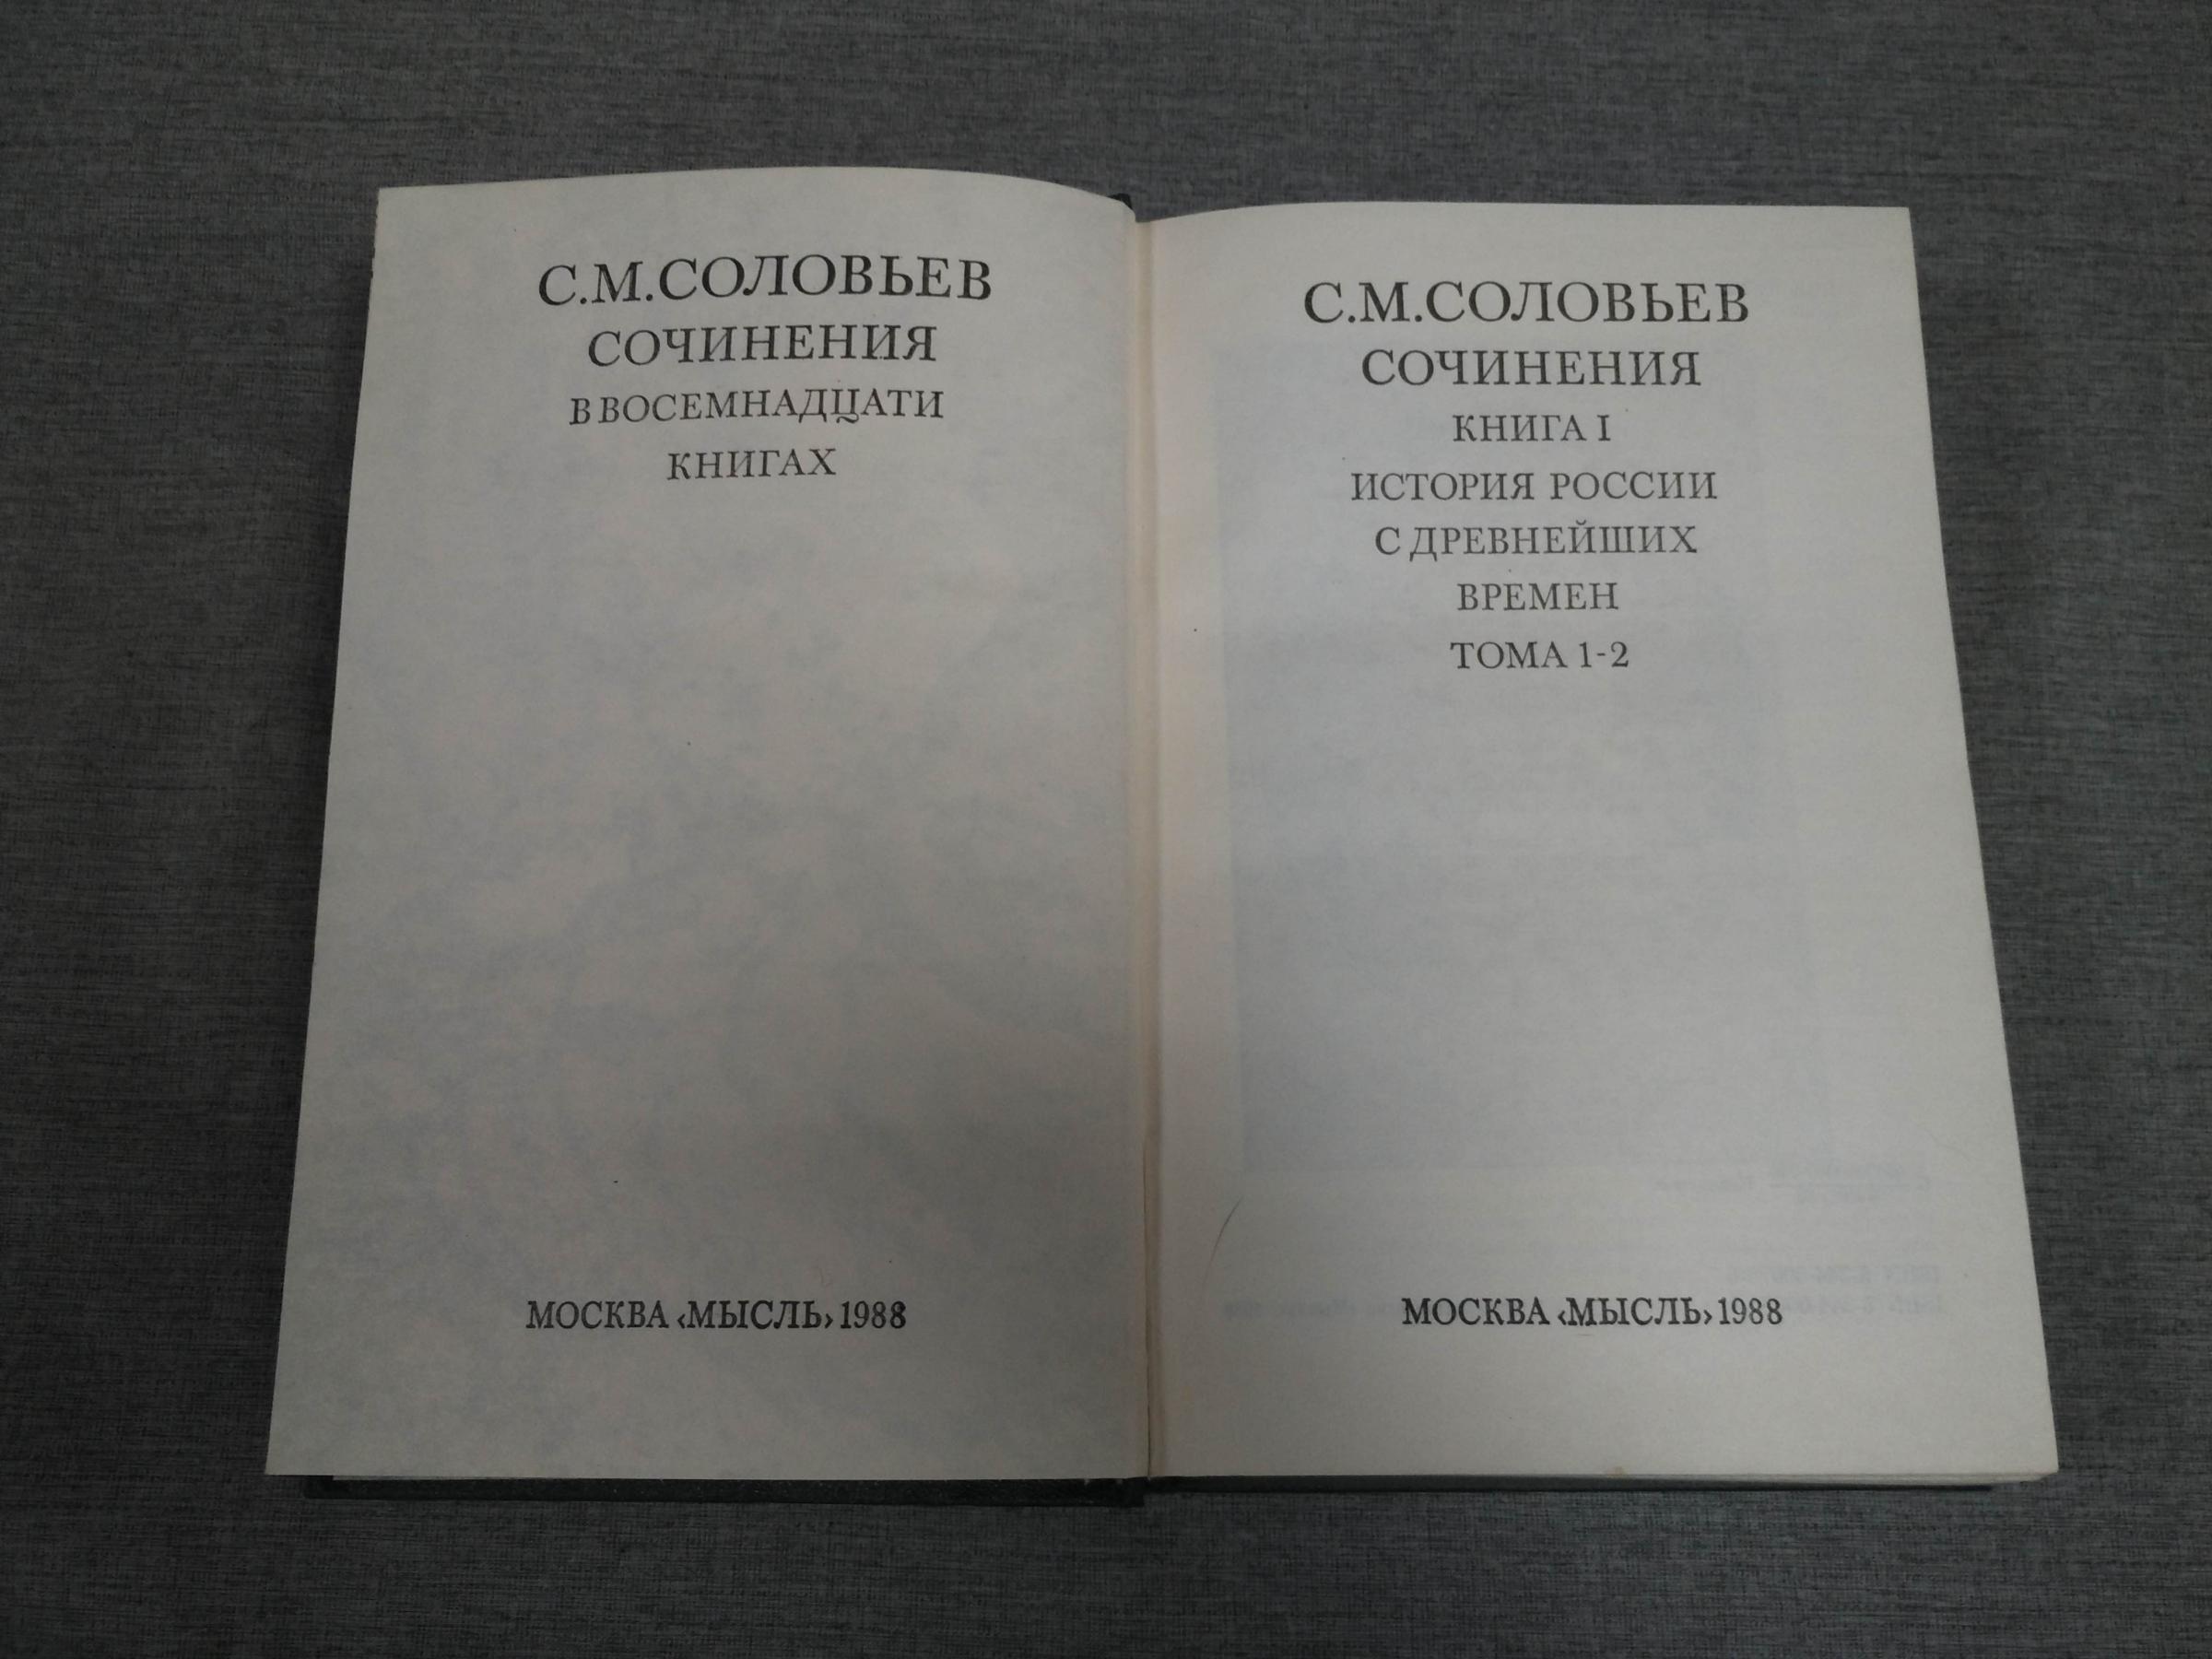 С.М.СОЛОВЬЕВ
СОЧИНЕНИЯ
В ВОСЕМНАДЦАТИ
КНИГАХ
МОСКВА ‹МЫСЛЬ› 1988
С.М.СОЛОВЬЕВ
СОЧИНЕНИЯ
КНИГА I
ИСТОРИЯ РОССИИ
С ДРЕВНЕЙШИХ
ВРЕМЕН
ТОМА 1-2
МОСКВА ‹МЫСЛЬ› 1988